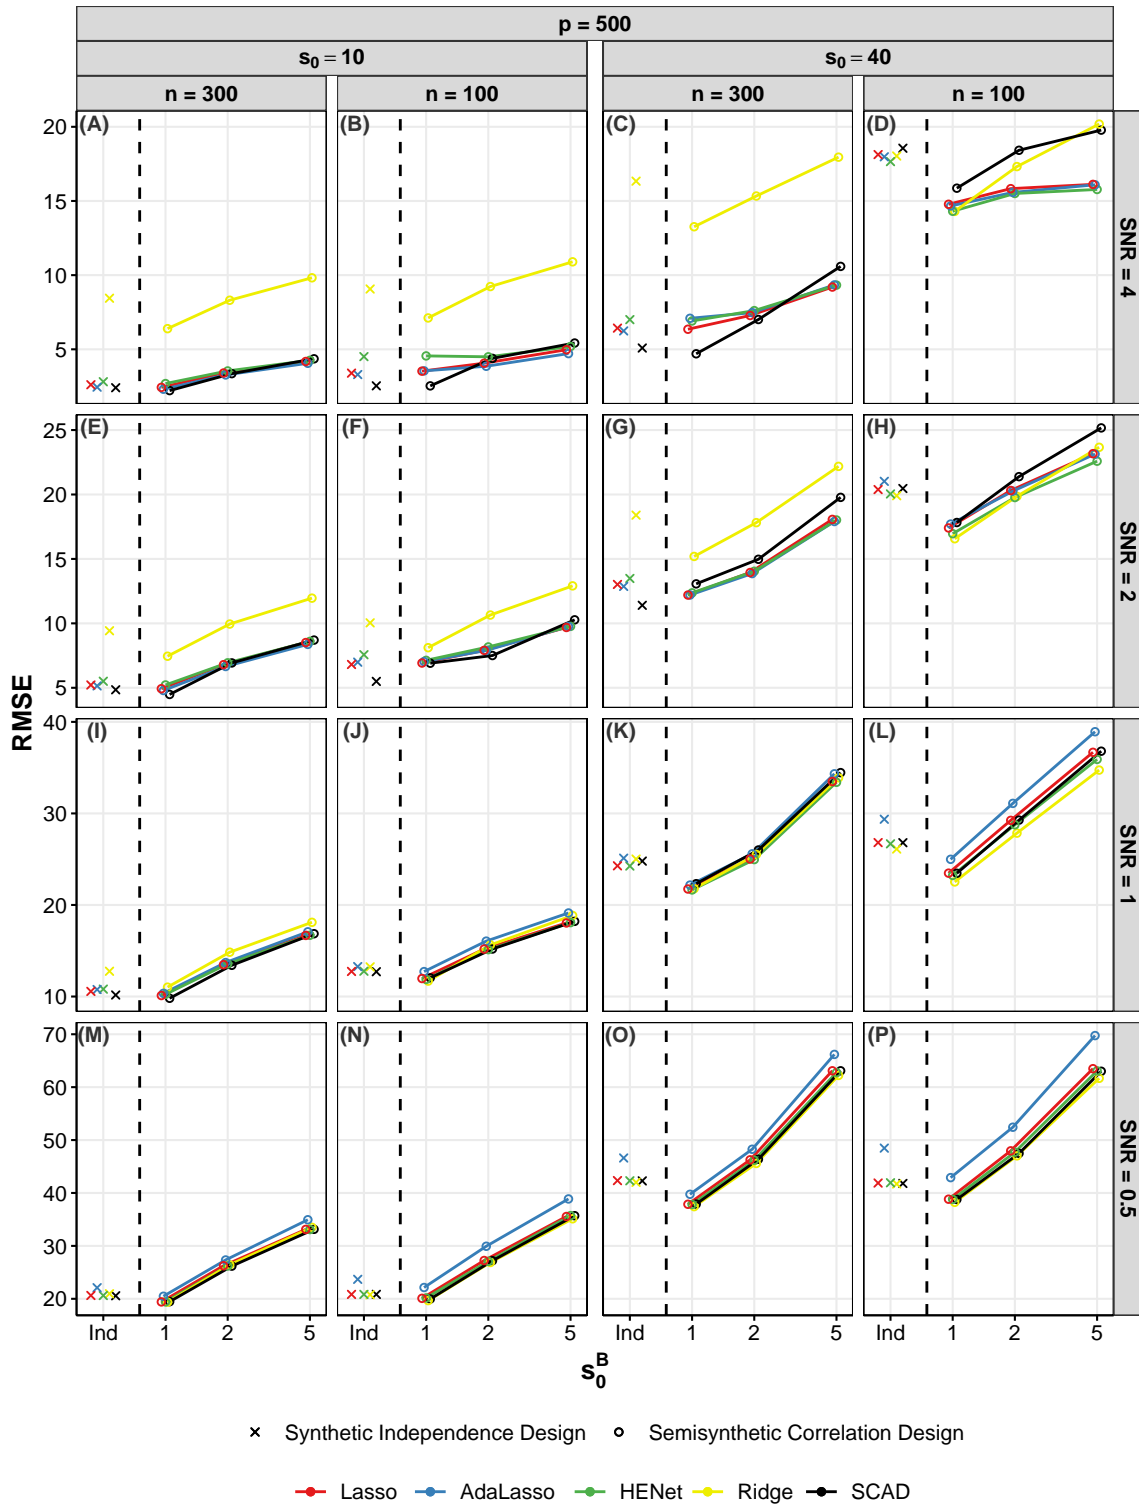 p = 500
s0 = 10
s0 = 40
n = 300
n = 100
n = 300
n = 100
(A)
(B)
(C)
(D)
20
15
10
5
SNR = 4
(E)
(F)
(G)
(H)
25
20
15
10
5
SNR = 2
RMSE
(I)
(J)
(K)
(L)
40
30
20
10
SNR = 1
(M)
(N)
(O)
(P)
70
60
50
40
30
20
SNR = 0.5
Ind 1 2 5
Ind 1 2 5
Ind 1 2 5
Ind 1 2 5
s0^B
Synthetic Independence Design Semisynthetic Correlation Design
Lasso AdaLasso HENet Ridge SCAD